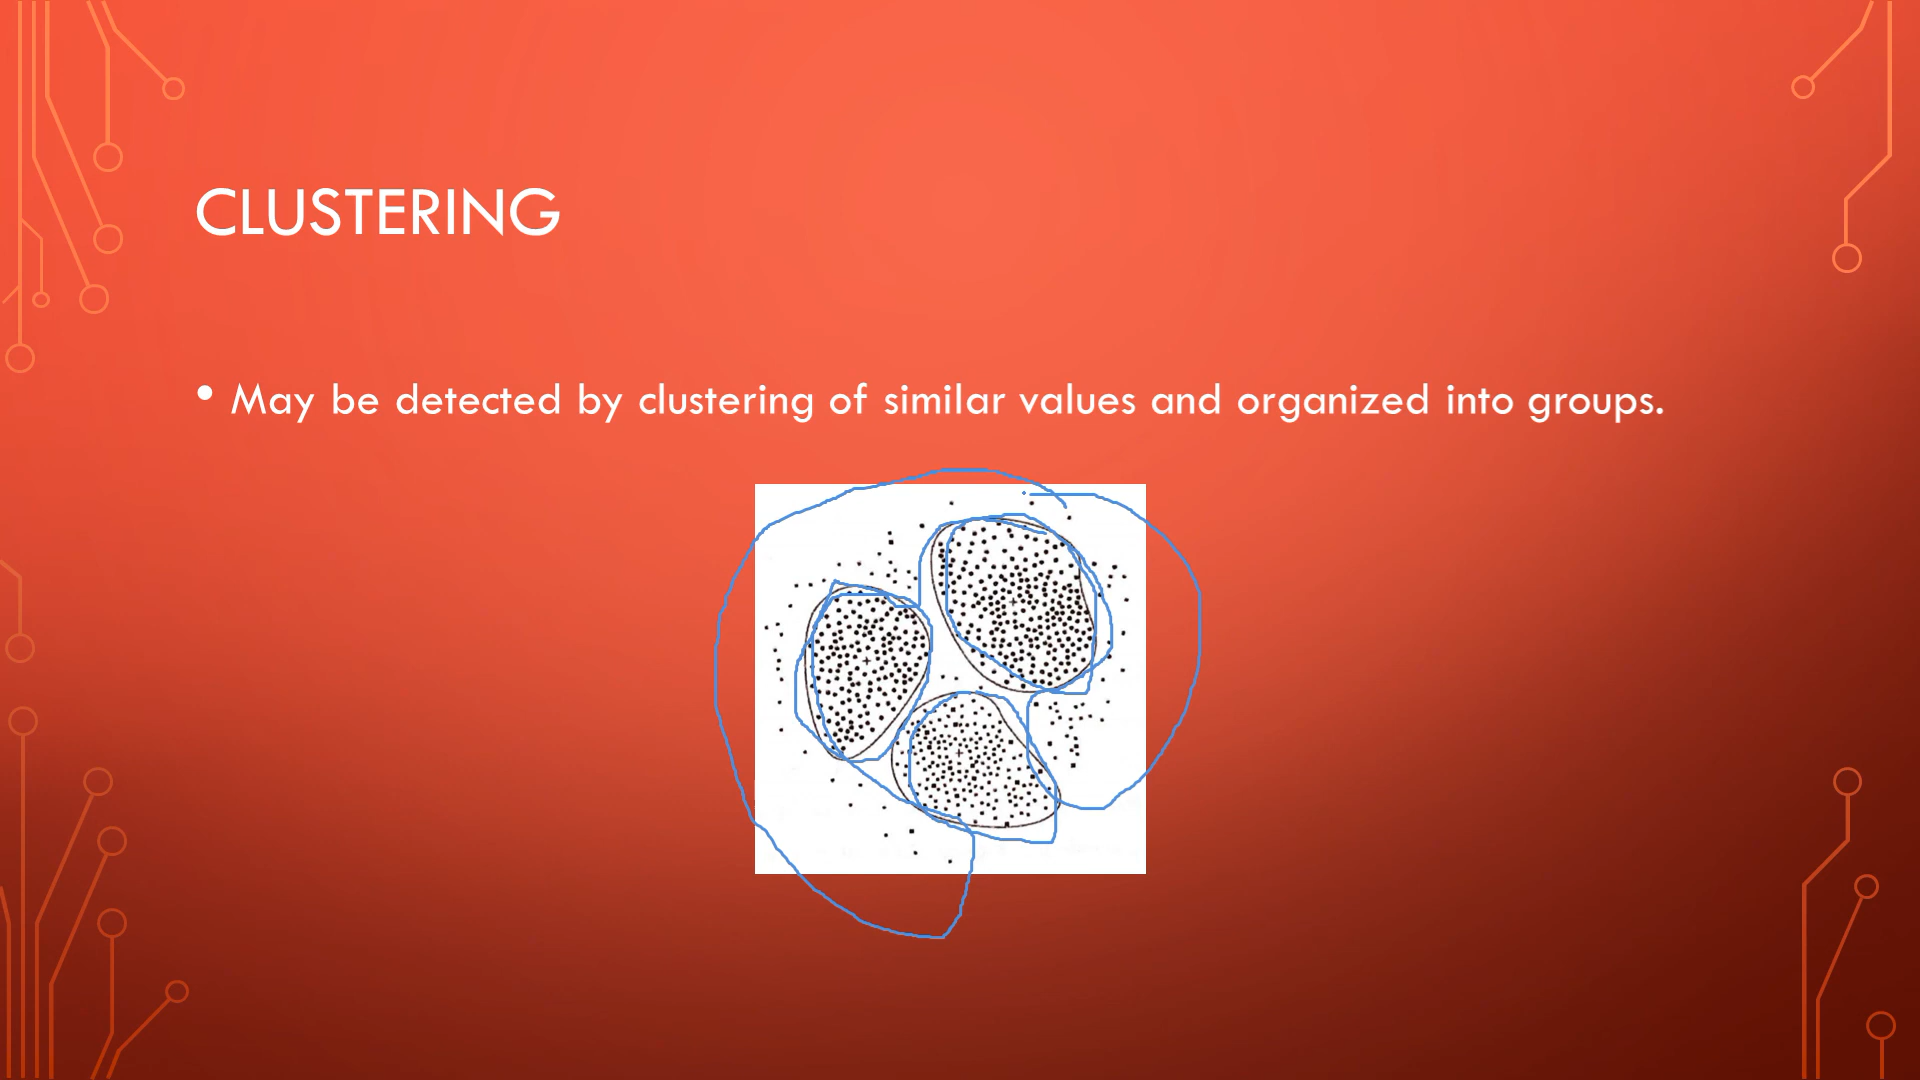 CLUSTERING
• May be detected by clustering of similar values and organized into groups.